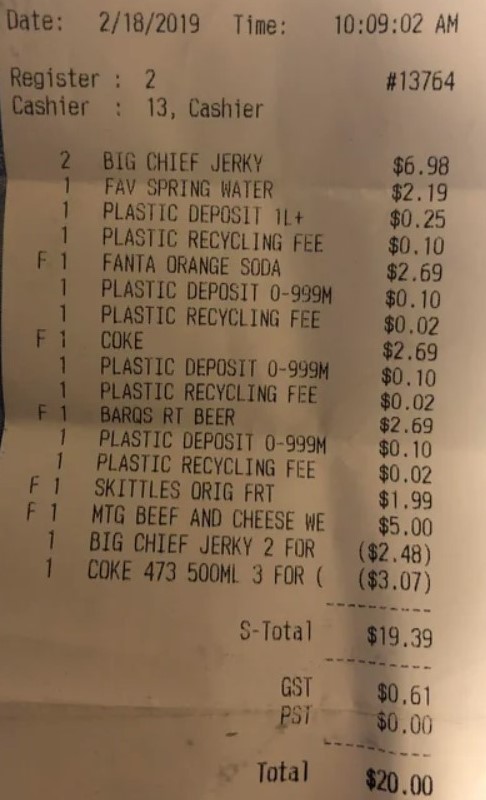 Date: 2/18/2019 Time: 10:09:02 AM
Register : 2 #13764
Cashier : 13, Cashier
2 BIG CHIEF JERKY $6.98
1 FAV SPRING WATER $2.19
1 PLASTIC DEPOSIT 1L+ $0.25
1 PLASTIC RECYCLING FEE $0.10
F 1 FANTA ORANGE SODA $2.69
1 PLASTIC DEPOSIT 0-999M $0.10
1 PLASTIC RECYCLING FEE $0.02
F 1 COKE $2.69
1 PLASTIC DEPOSIT 0-999M $0.10
1 PLASTIC RECYCLING FEE $0.02
F 1 BARQS RT BEER $2.69
1 PLASTIC DEPOSIT 0-999M $0.10
1 PLASTIC RECYCLING FEE $0.02
F 1 SKITTLES ORIG FRT $1.99
F 1 MTG BEEF AND CHEESE WE $5.00
1 BIG CHIEF JERKY 2 FOR ($2.48)
1 COKE 473 500ML 3 FOR ( ($3.07)
S-Total $19.39
GST $0.61
PST $0.00
Total $20.00